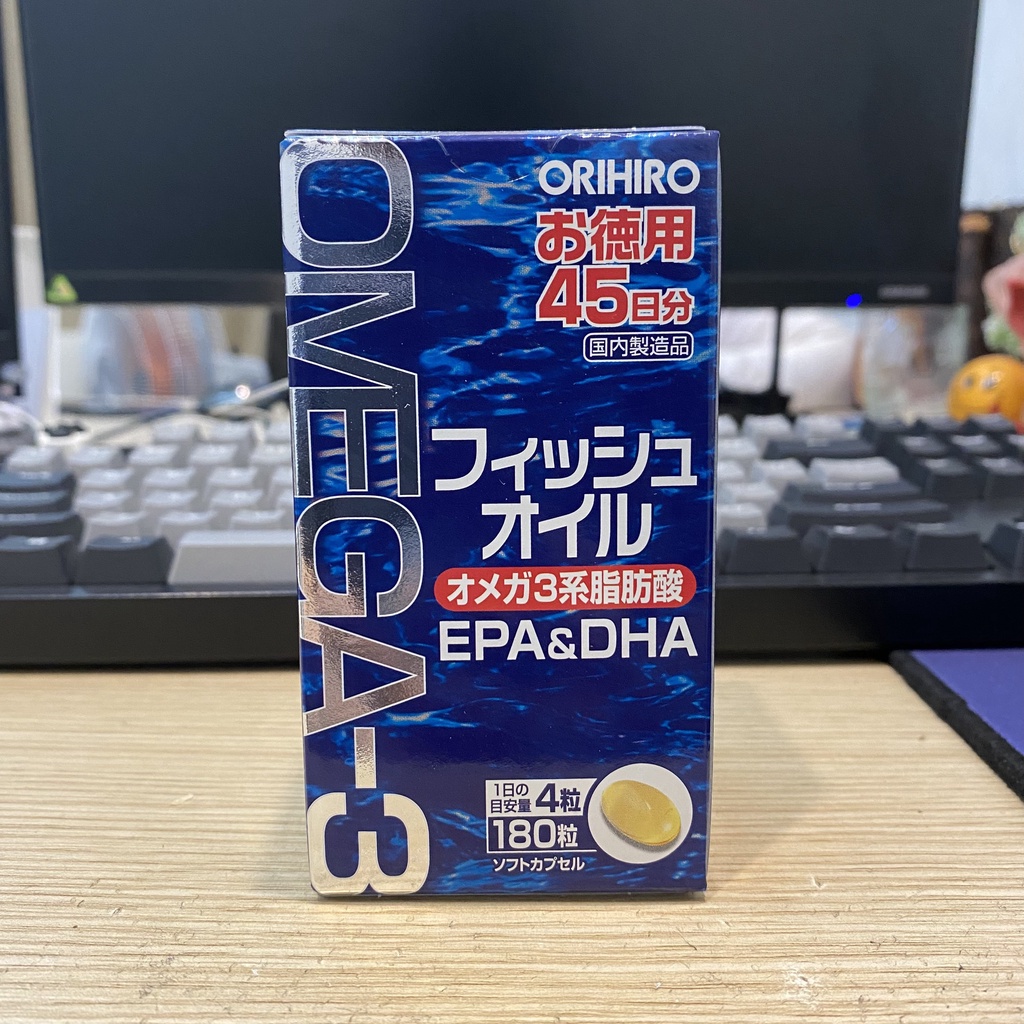 OMEGA-3
ORIHIRO
お徳用
45日分
国内製造品
フィッシュ
オイル
オメガ3系脂肪酸
EPA&DHA
1日の
目安量 4粒
180粒
ソフトカプセル